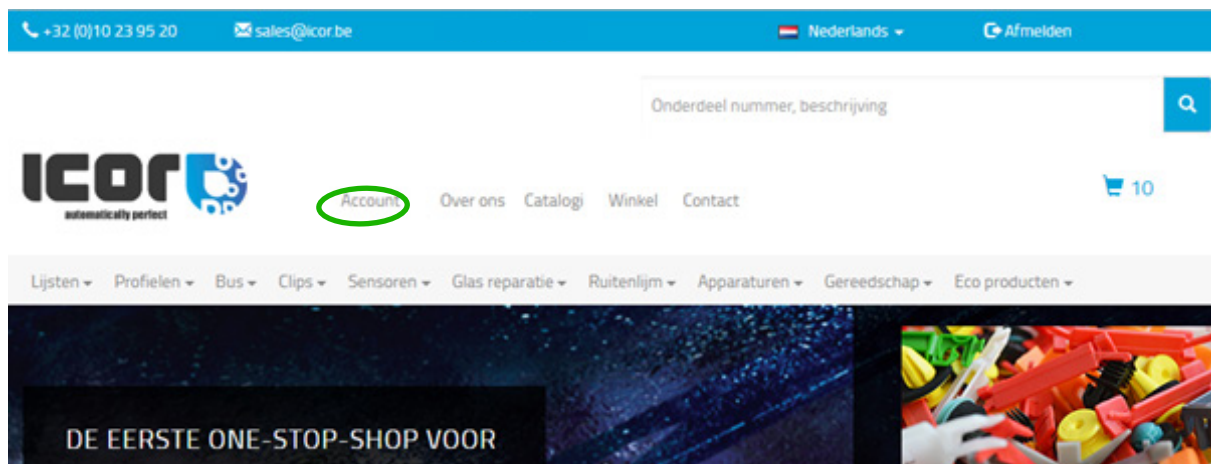 +32 (0)10 23 95 20 sales@icor.be Nederlands Afmelden
Onderdeel nummer, beschrijving
ICOR
automatically perfect
Account Over ons Catalogi Winkel Contact
10
Lijsten Profielen Bus Clips Sensoren Glas reparatie Ruitenlijm Apparaturen Gereedschap Eco producten
DE EERSTE ONE-STOP-SHOP VOOR